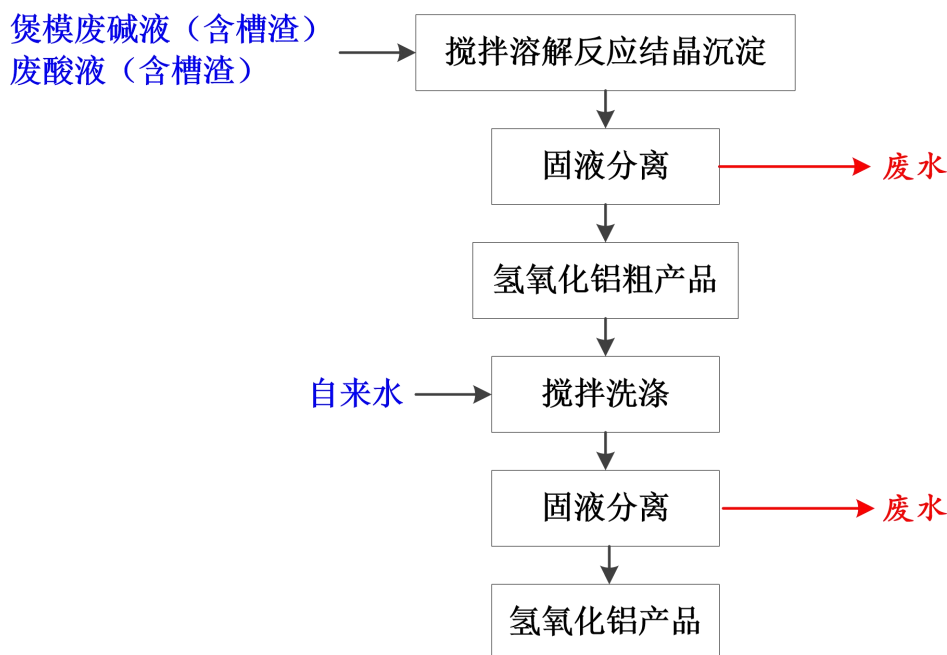 煲模废碱液（含槽渣）
废酸液（含槽渣）
搅拌溶解反应结晶沉淀
固液分离
废水
氢氧化铝粗产品
自来水
搅拌洗涤
固液分离
废水
氢氧化铝产品